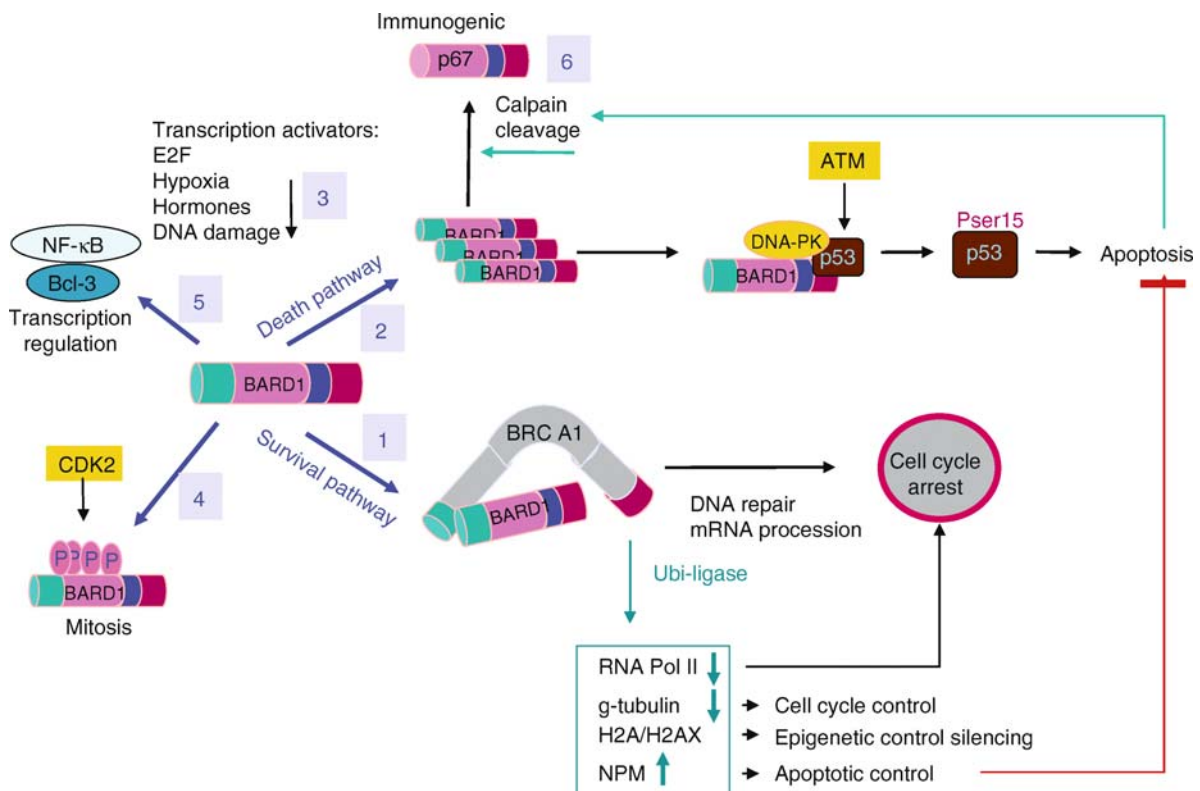 Immunogenic
p67
6
Calpain
cleavage
Transcription activators:
E2F
Hypoxia
Hormones
DNA damage
3
ATM
NF-κB
Bcl-3
Transcription
regulation
5
Death pathway
2
BARD1
BARD1
BARD1
DNA-PK
BARD1
p53
Pser15
p53
Apoptosis
BARD1
1
Survival pathway
BRC A1
BARD1
DNA repair
mRNA procession
Cell cycle
arrest
CDK2
4
P P P P
BARD1
Mitosis
Ubi-ligase
RNA Pol II
g-tubulin
Cell cycle control
H2A/H2AX
Epigenetic control silencing
NPM
Apoptotic control